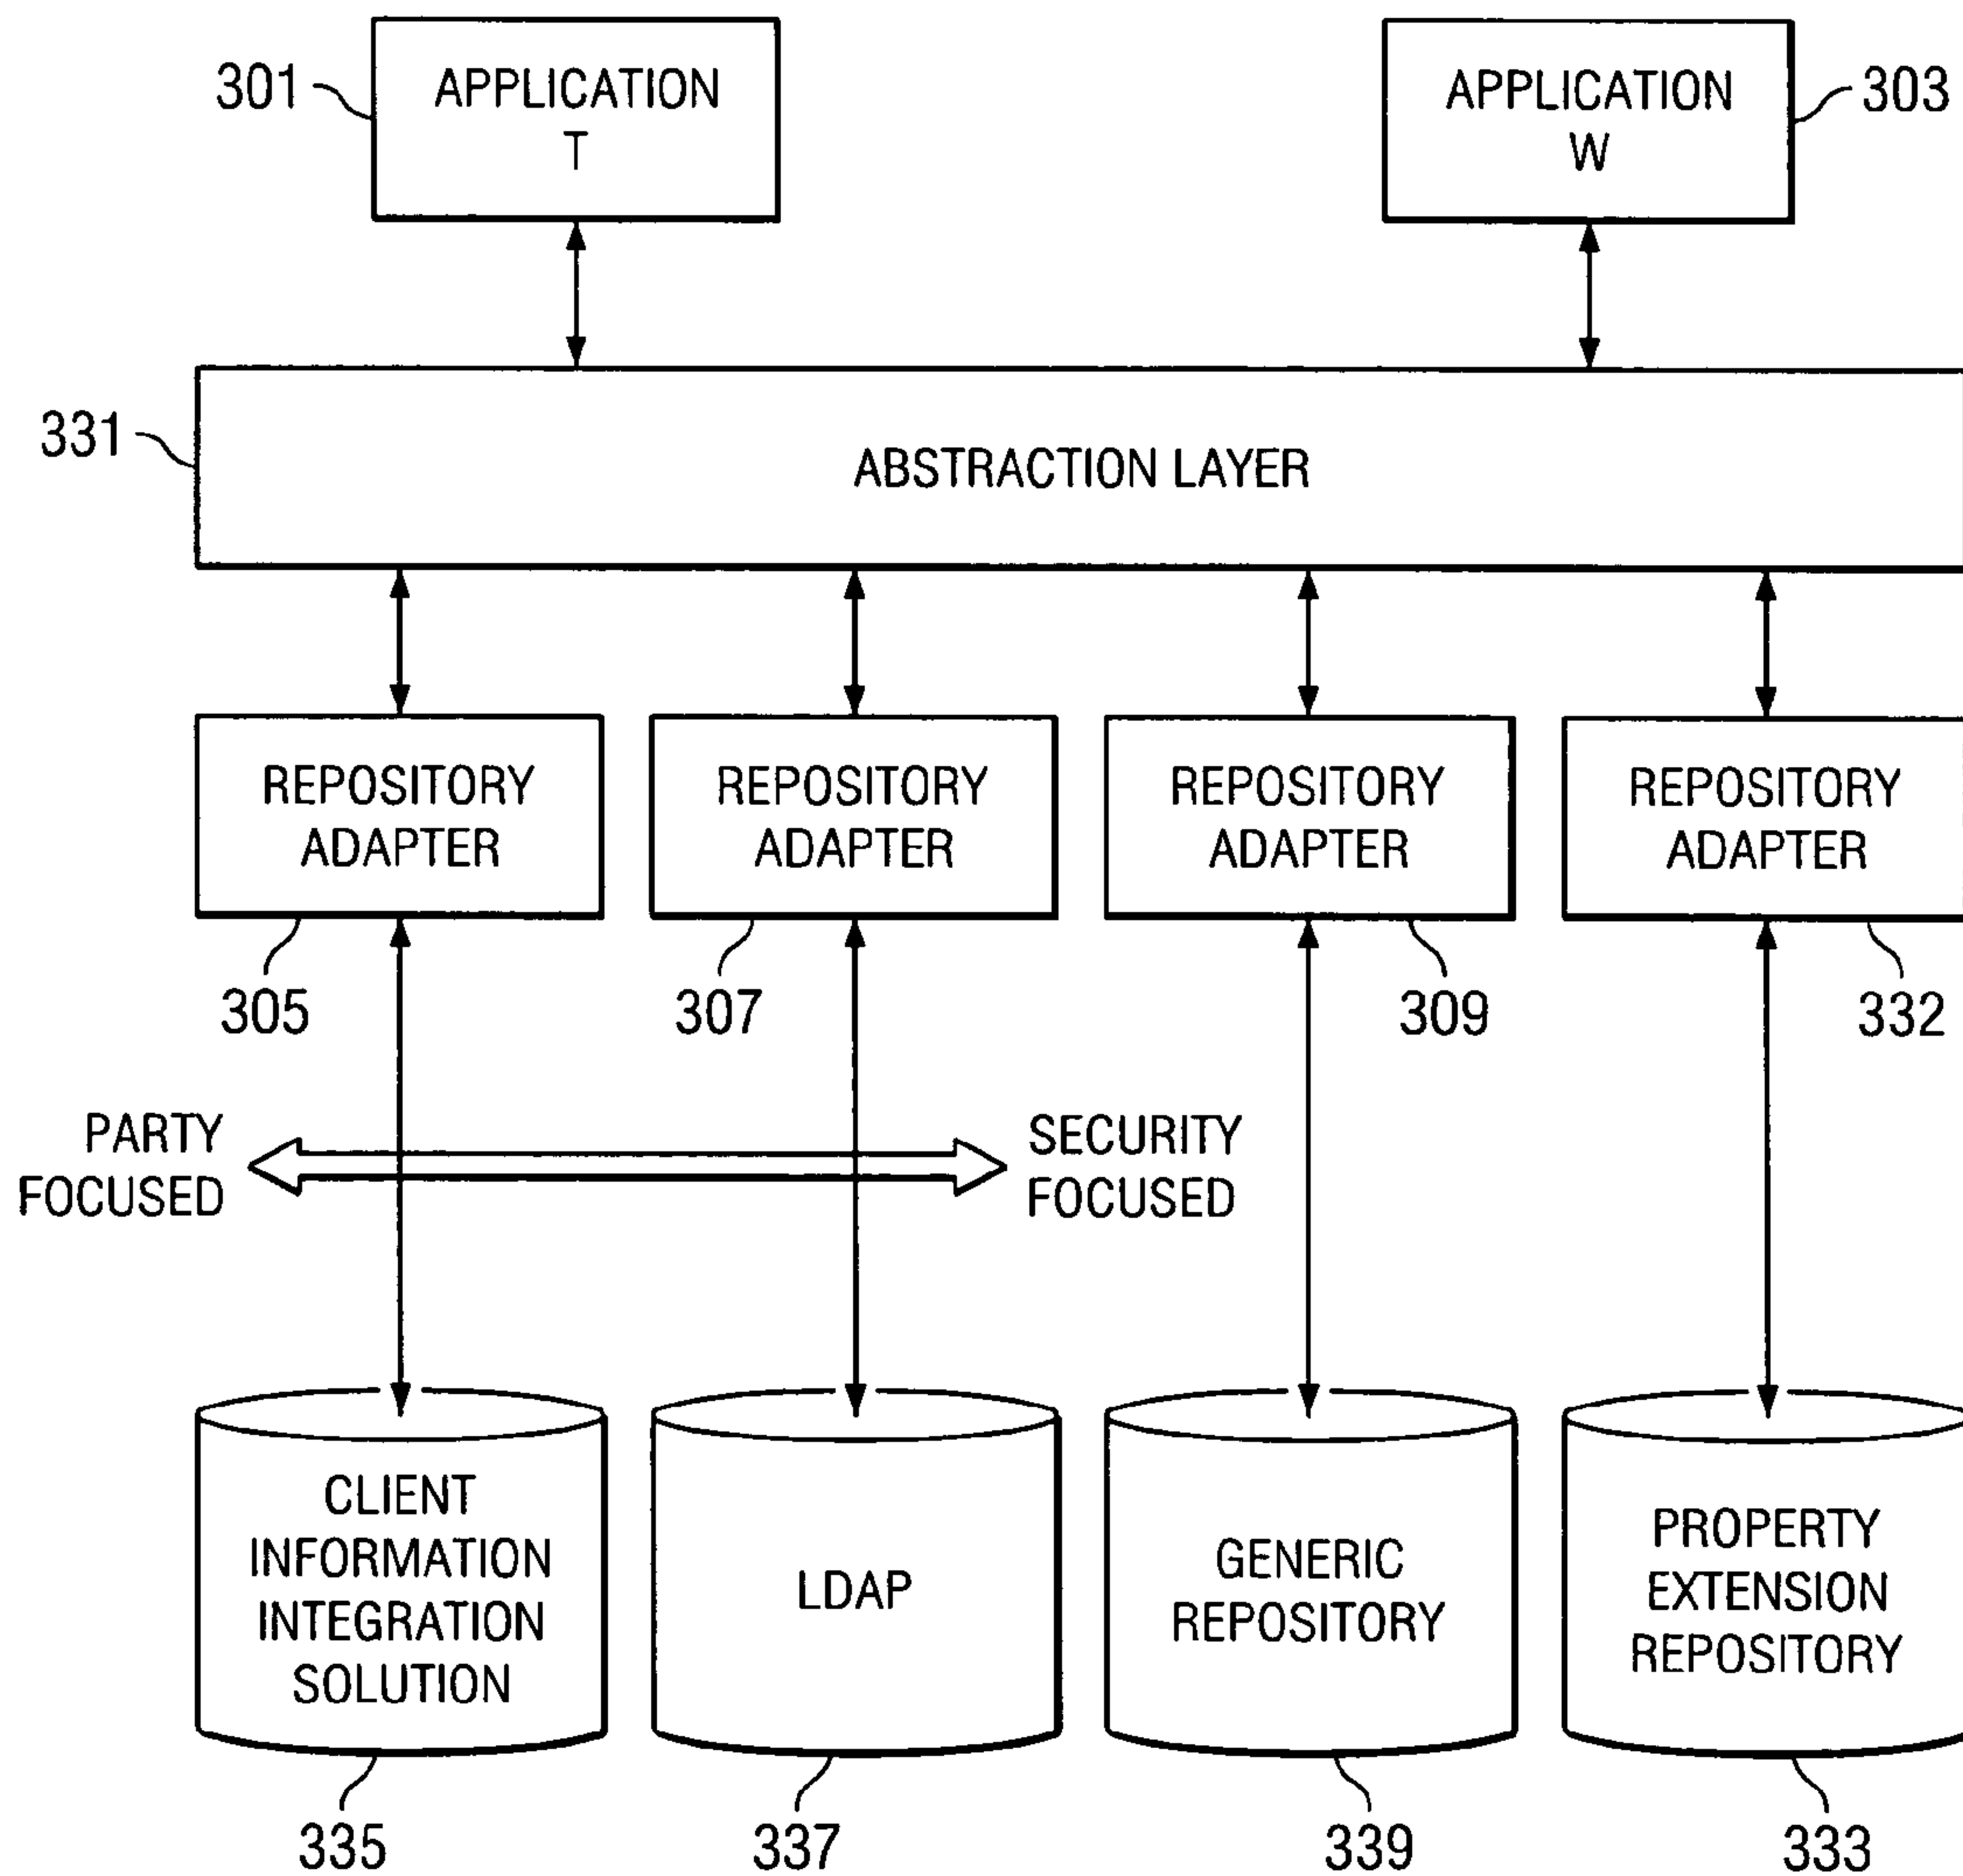 301
APPLICATION
T
APPLICATION
W
303
331
ABSTRACTION LAYER
REPOSITORY
ADAPTER
REPOSITORY
ADAPTER
REPOSITORY
ADAPTER
REPOSITORY
ADAPTER
305
307
309
332
PARTY
FOCUSED
SECURITY
FOCUSED
CLIENT
INFORMATION
INTEGRATION
SOLUTION
LDAP
GENERIC
REPOSITORY
PROPERTY
EXTENSION
REPOSITORY
335
337
339
333